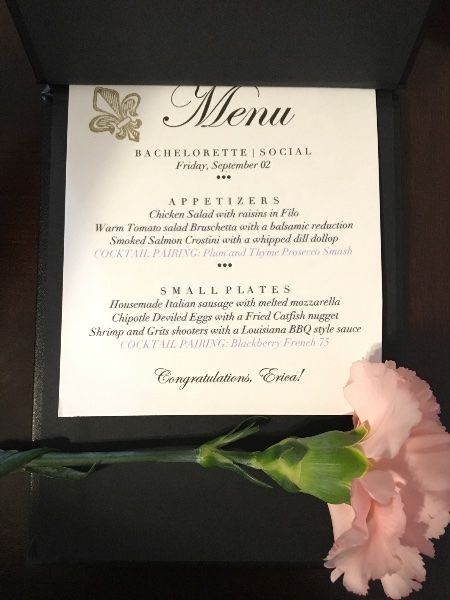 Menu
BACHELORETTE | SOCIAL
Friday, September 02
APPETIZERS
Chicken Salad with raisins in Filo
Warm Tomato salad Bruschetta with a balsamic reduction
Smoked Salmon Crostini with a whipped dill dollop
COCKTAIL PAIRING: Plum and Thyme Prosecco Smash
SMALL PLATES
Housemade Italian sausage with melted mozzarella
Chipotle Deviled Eggs with a Fried Catfish nugget
Shrimp and Grits shooters with a Louisiana BBQ style sauce
COCKTAIL PAIRING: Blackberry French 75
Congratulations, Erica!